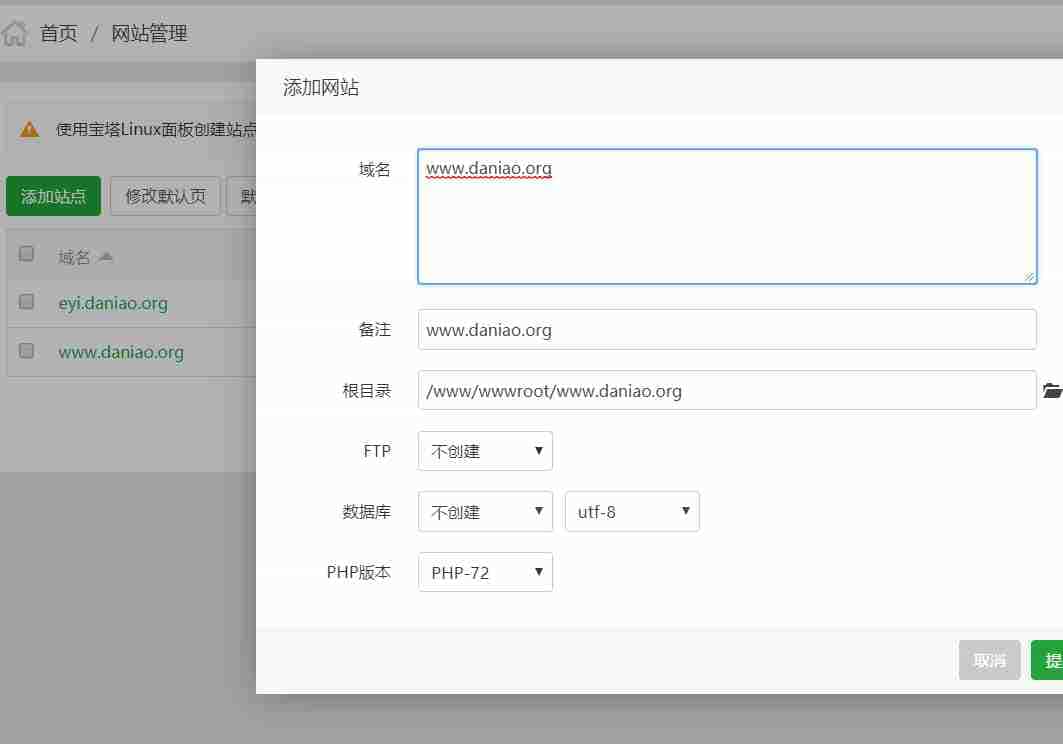 首页 / 网站管理
添加网站
使用宝塔Linux面板创建站点
添加站点 修改默认页
域名
eyi.daniao.org
www.daniao.org
域名 www.daniao.org
备注 www.daniao.org
根目录 /www/wwwroot/www.daniao.org
FTP 不创建
数据库 不创建 utf-8
PHP版本 PHP-72
取消 提